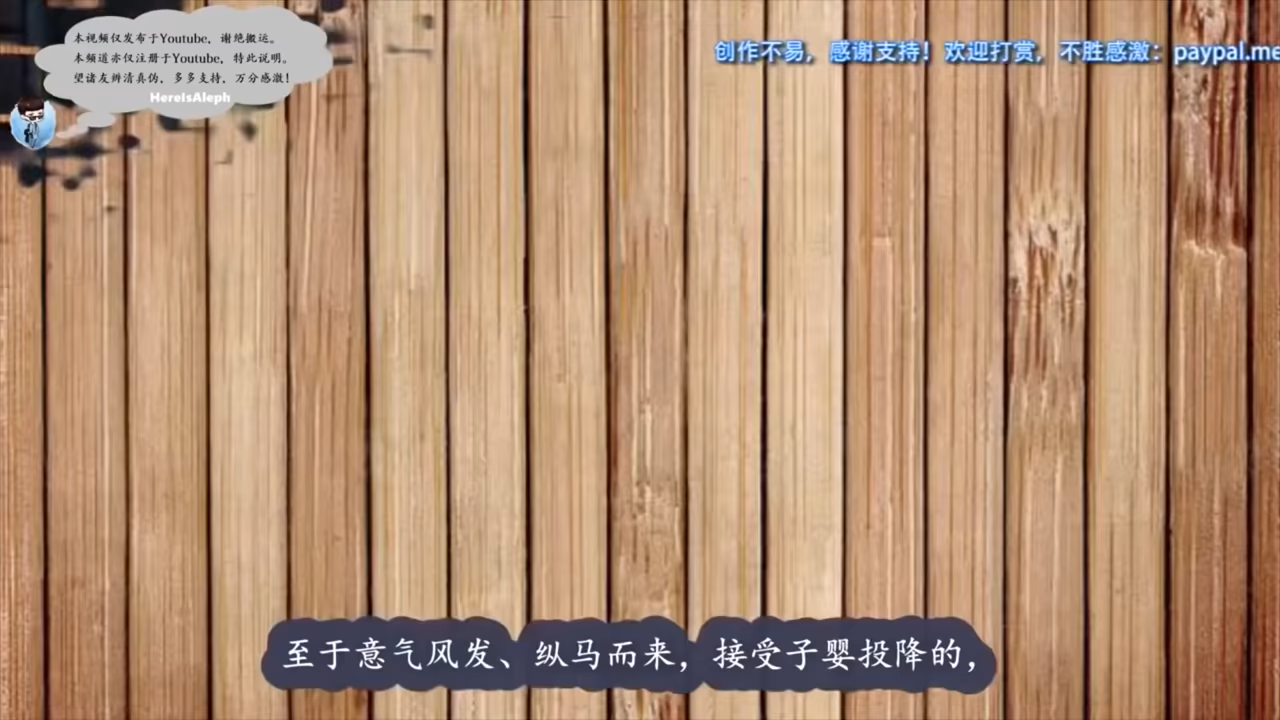 本视频仅发布于Youtube，谢绝搬运。
本频道亦仅注册于Youtube，特此说明。
望诸友辨清真伪，多多支持，万分感激！
HereIsAleph
创作不易，感谢支持！欢迎打赏，不胜感激：paypal.me
至于意气风发、纵马而来，接受子婴投降的，